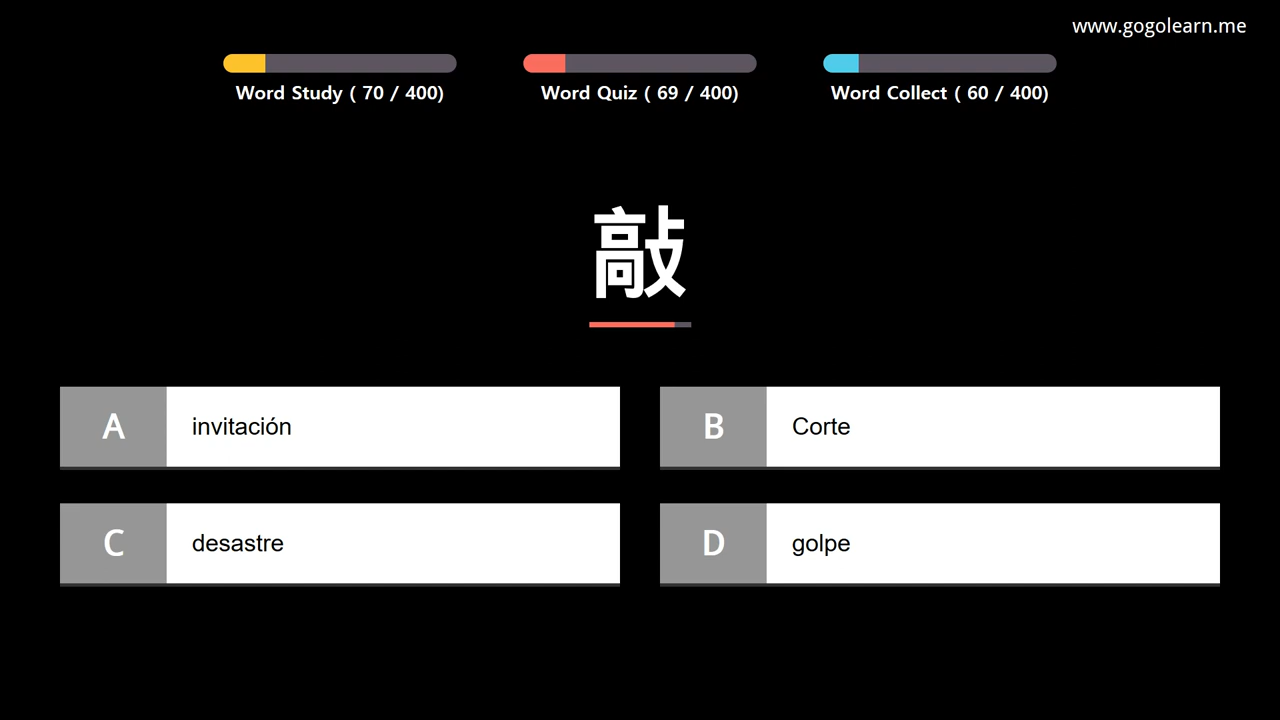 www.gogolearn.me
Word Study ( 70 / 400)
Word Quiz ( 69 / 400)
Word Collect ( 60 / 400)
敲
A invitación
B Corte
C desastre
D golpe